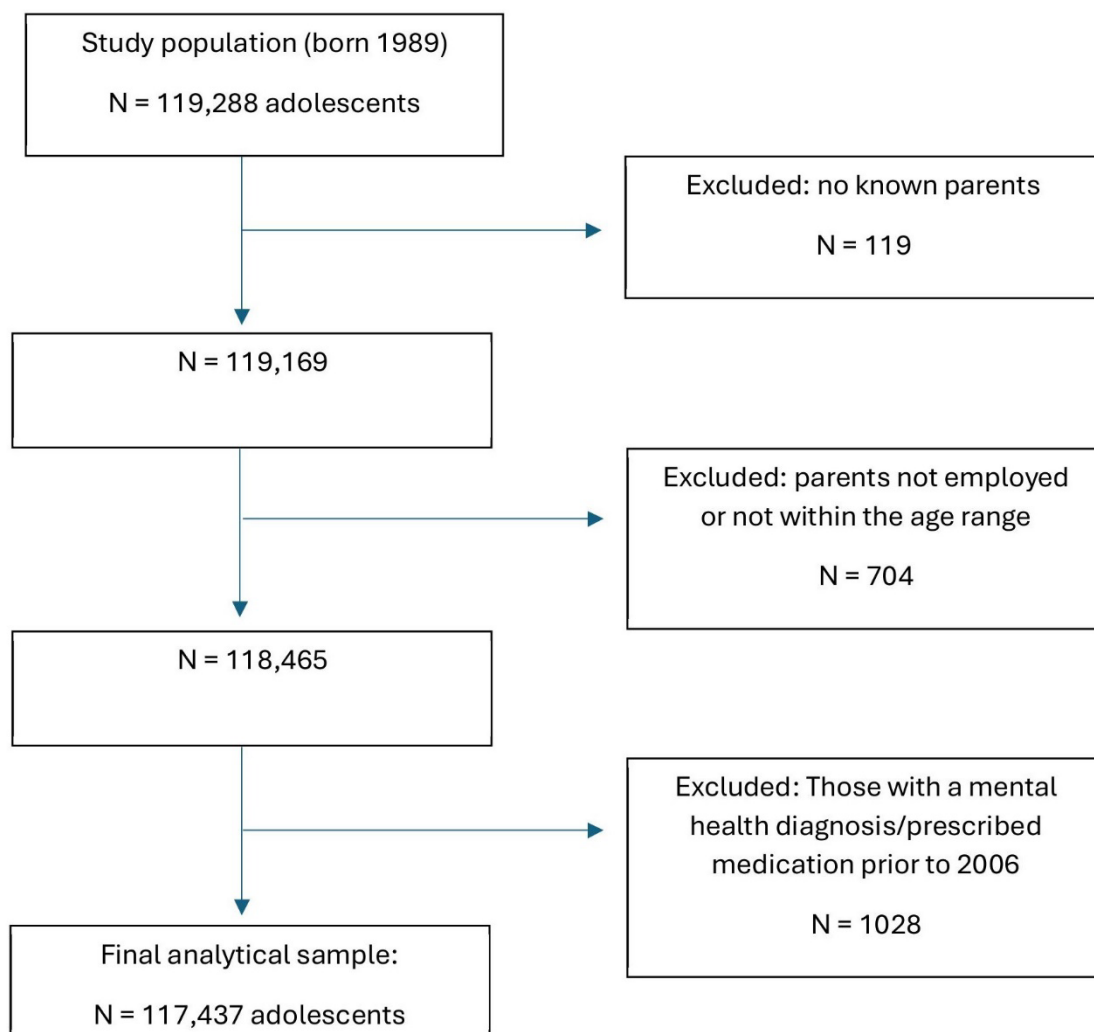 Study population (born 1989)
N = 119,288 adolescents
Excluded: no known parents
N = 119
N = 119,169
Excluded: parents not employed
or not within the age range
N = 704
N = 118,465
Excluded: Those with a mental
health diagnosis/prescribed
medication prior to 2006
N = 1028
Final analytical sample:
N = 117,437 adolescents